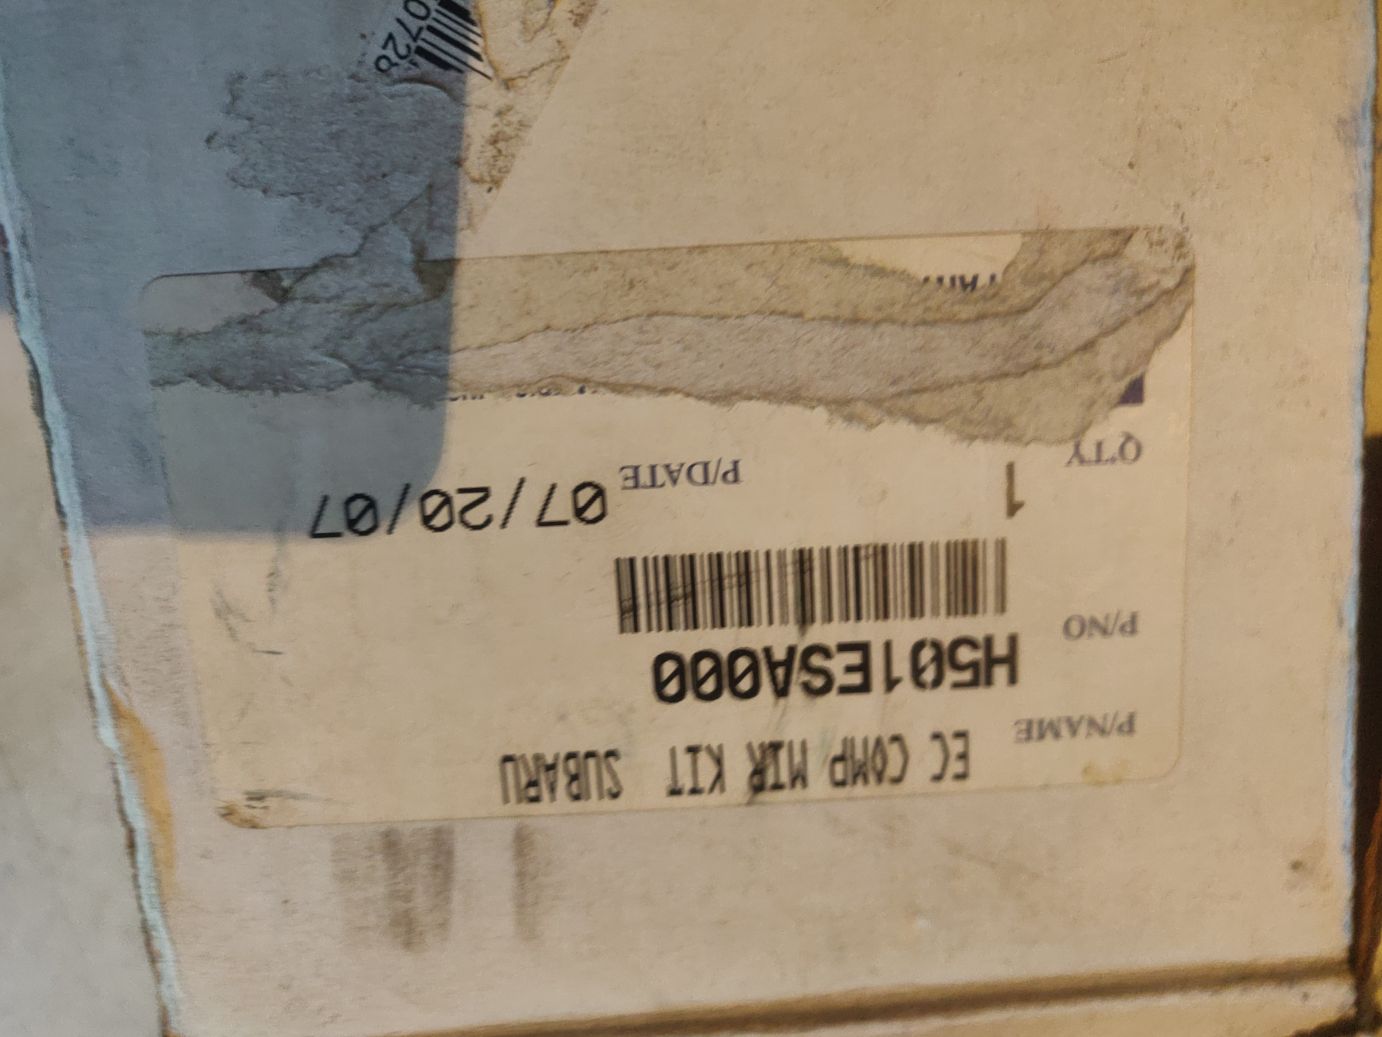 P/NAME EC COMP MIR KIT SUBARU
P/NO H501ESA000
Q'TY 1 P/DATE 07/20/07